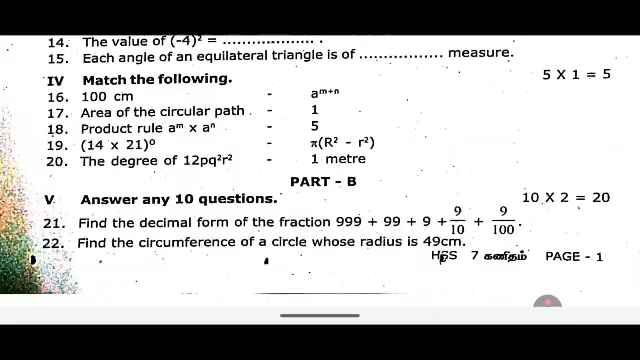 14. The value of (-4)² = .................... .
15. Each angle of an equilateral triangle is of ................ measure.
IV Match the following. 5 X 1 = 5
16. 100 cm - aᵐ⁺ⁿ
17. Area of the circular path - 1
18. Product rule aᵐ x aⁿ - 5
19. (14 x 21)⁰ - π(R² - r²)
20. The degree of 12pq²r² - 1 metre
PART - B
V Answer any 10 questions. 10 X 2 = 20
21. Find the decimal form of the fraction 999 + 99 + 9 + 9/10 + 9/100.
22. Find the circumference of a circle whose radius is 49cm.
7 கணிதம் PAGE - 1